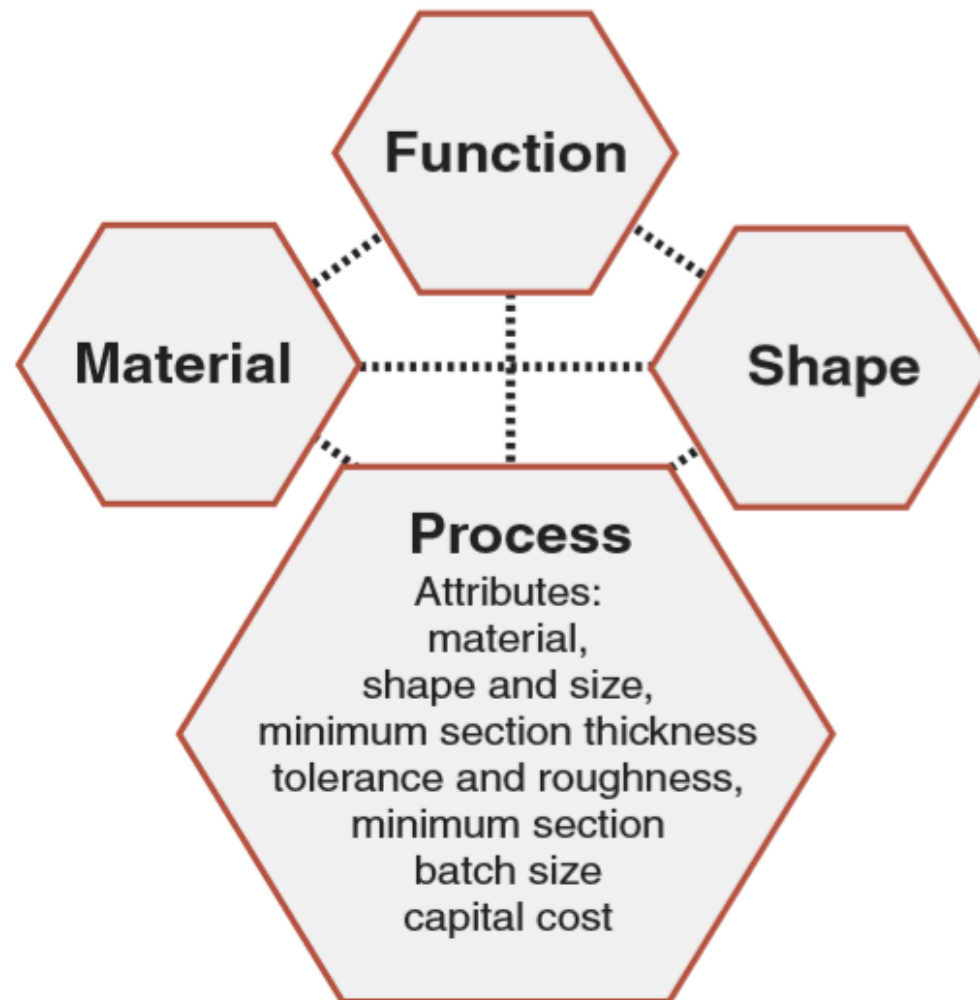 Function
Material
Shape
Process
Attributes:
material,
shape and size,
minimum section thickness
tolerance and roughness,
minimum section
batch size
capital cost